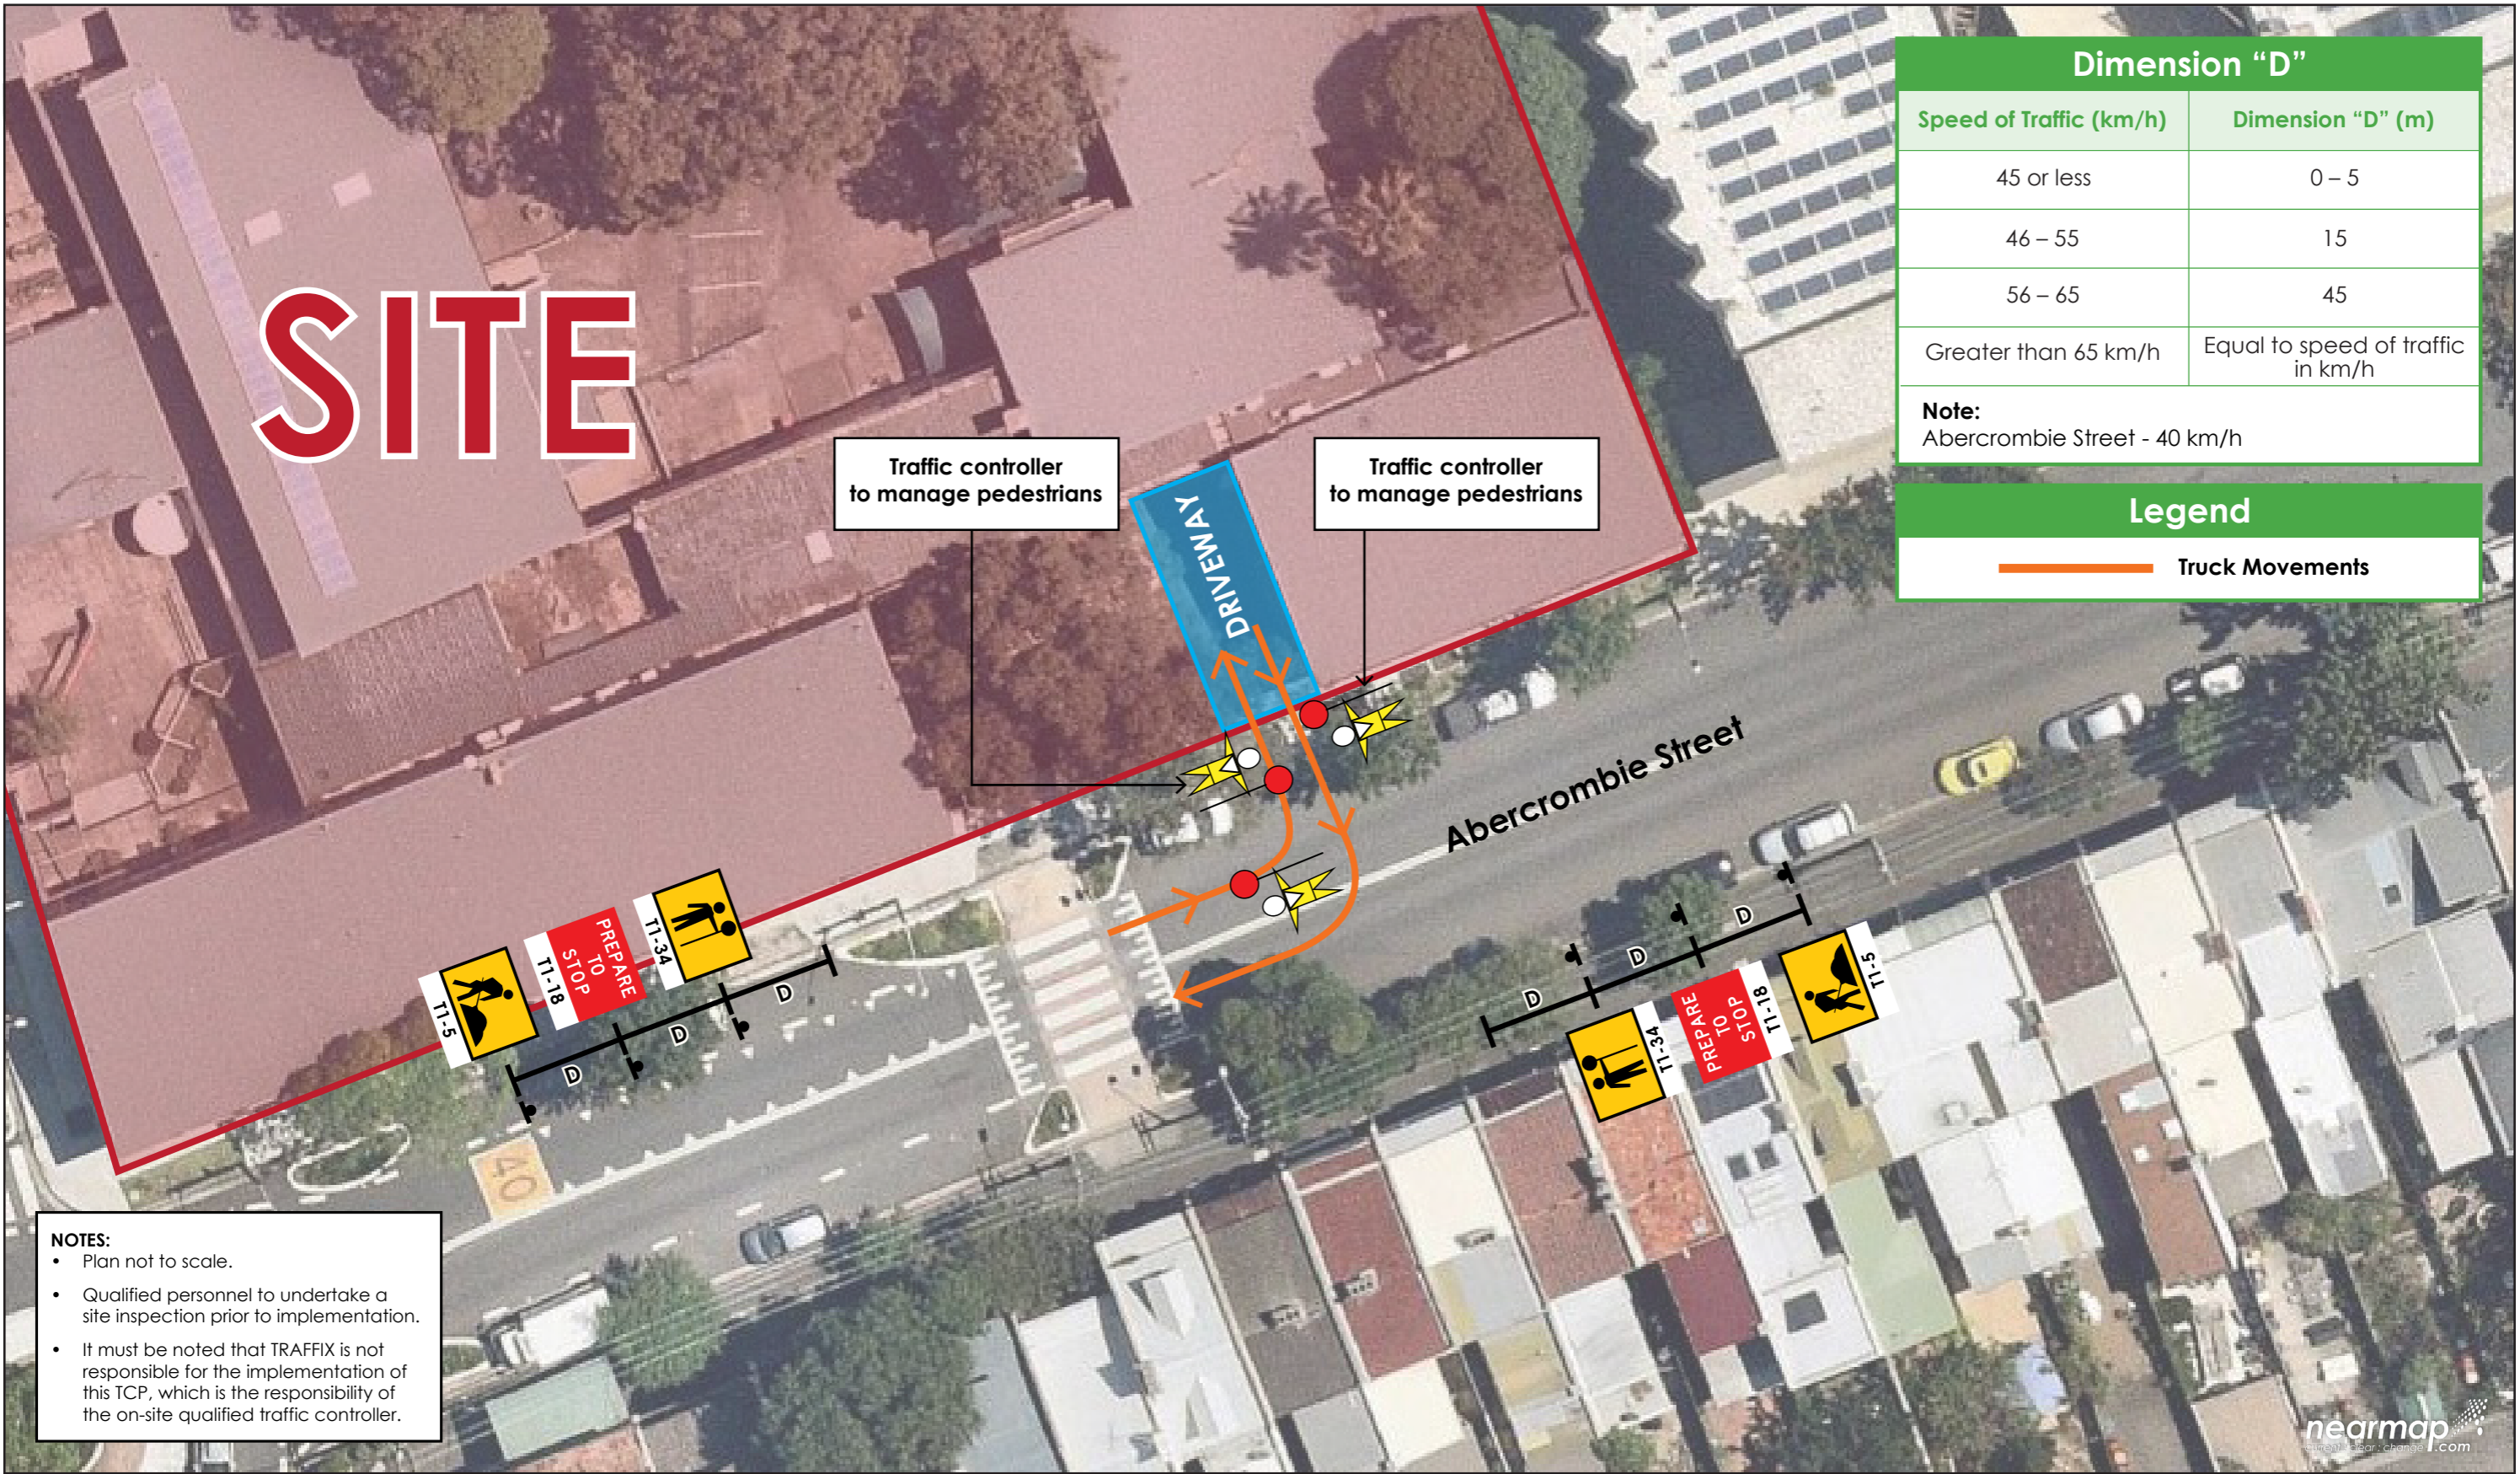 SITE
Dimension “D”
Speed of Traffic (km/h)
Dimension “D” (m)
45 or less
0 – 5
46 – 55
15
56 – 65
45
Greater than 65 km/h
Equal to speed of traffic
in km/h
Note:
Abercrombie Street - 40 km/h
Legend
Truck Movements
Traffic controller
to manage pedestrians
Traffic controller
to manage pedestrians
DRIVEWAY
Abercrombie Street
T1-5
T1-18
PREPARE
TO
STOP
T1-34
D
D
D
D
D
D
T1-34
PREPARE
TO
STOP
T1-18
T1-5
40
NOTES:
• Plan not to scale.
• Qualified personnel to undertake a
site inspection prior to implementation.
• It must be noted that TRAFFIX is not
responsible for the implementation of
this TCP, which is the responsibility of
the on-site qualified traffic controller.
nearmap
.com